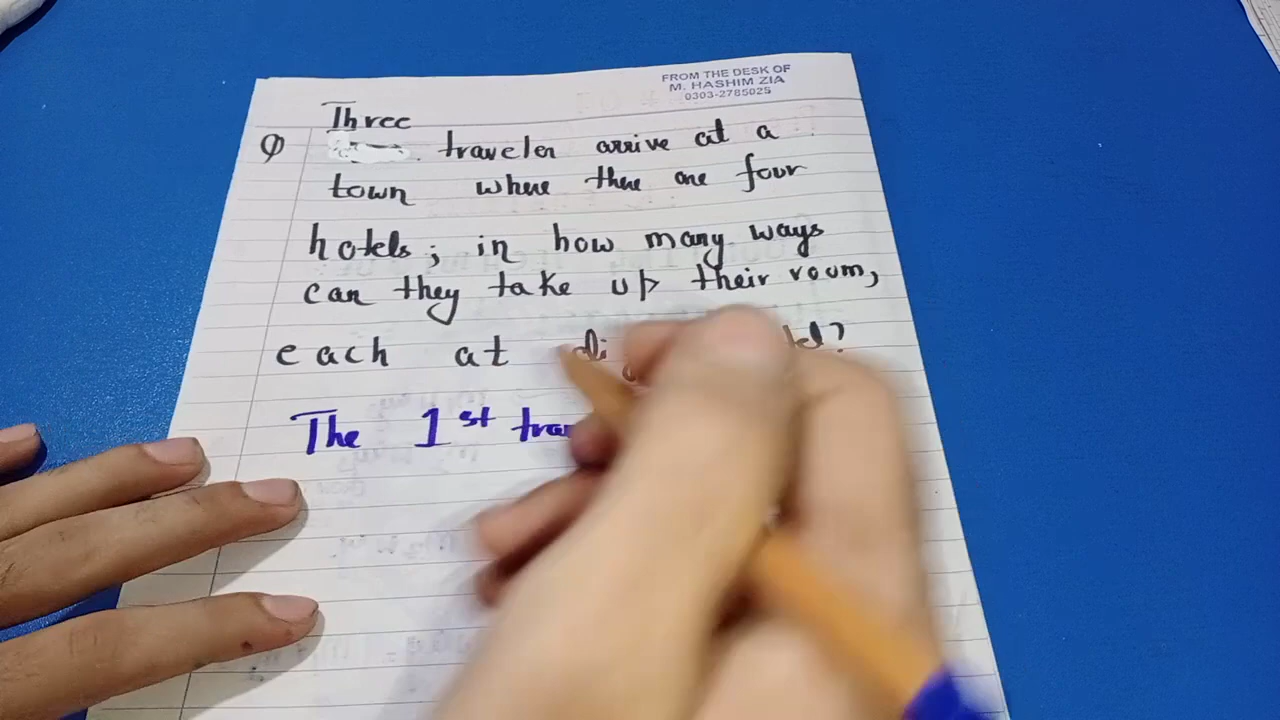 FROM THE DESK OF
M. HASHIM ZIA
0303-2785025
Three
Q traveler arrive at a
town where there are four
hotels; in how many ways
can they take up their room,
each at
The 1st